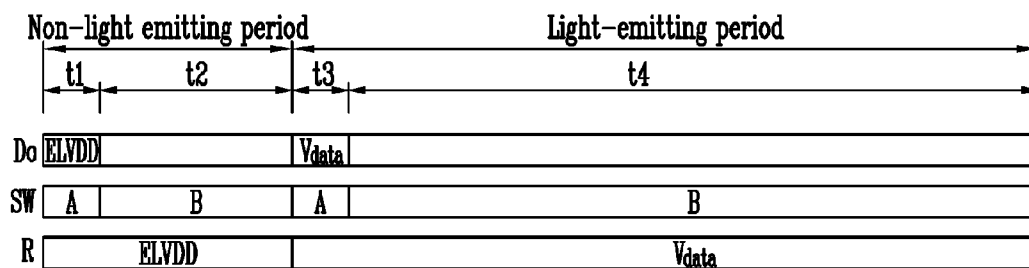 Non-light emitting period Light-emitting period
t1 t2 t3 t4
Do ELVDD Vdata
SW A B A B
R ELVDD Vdata